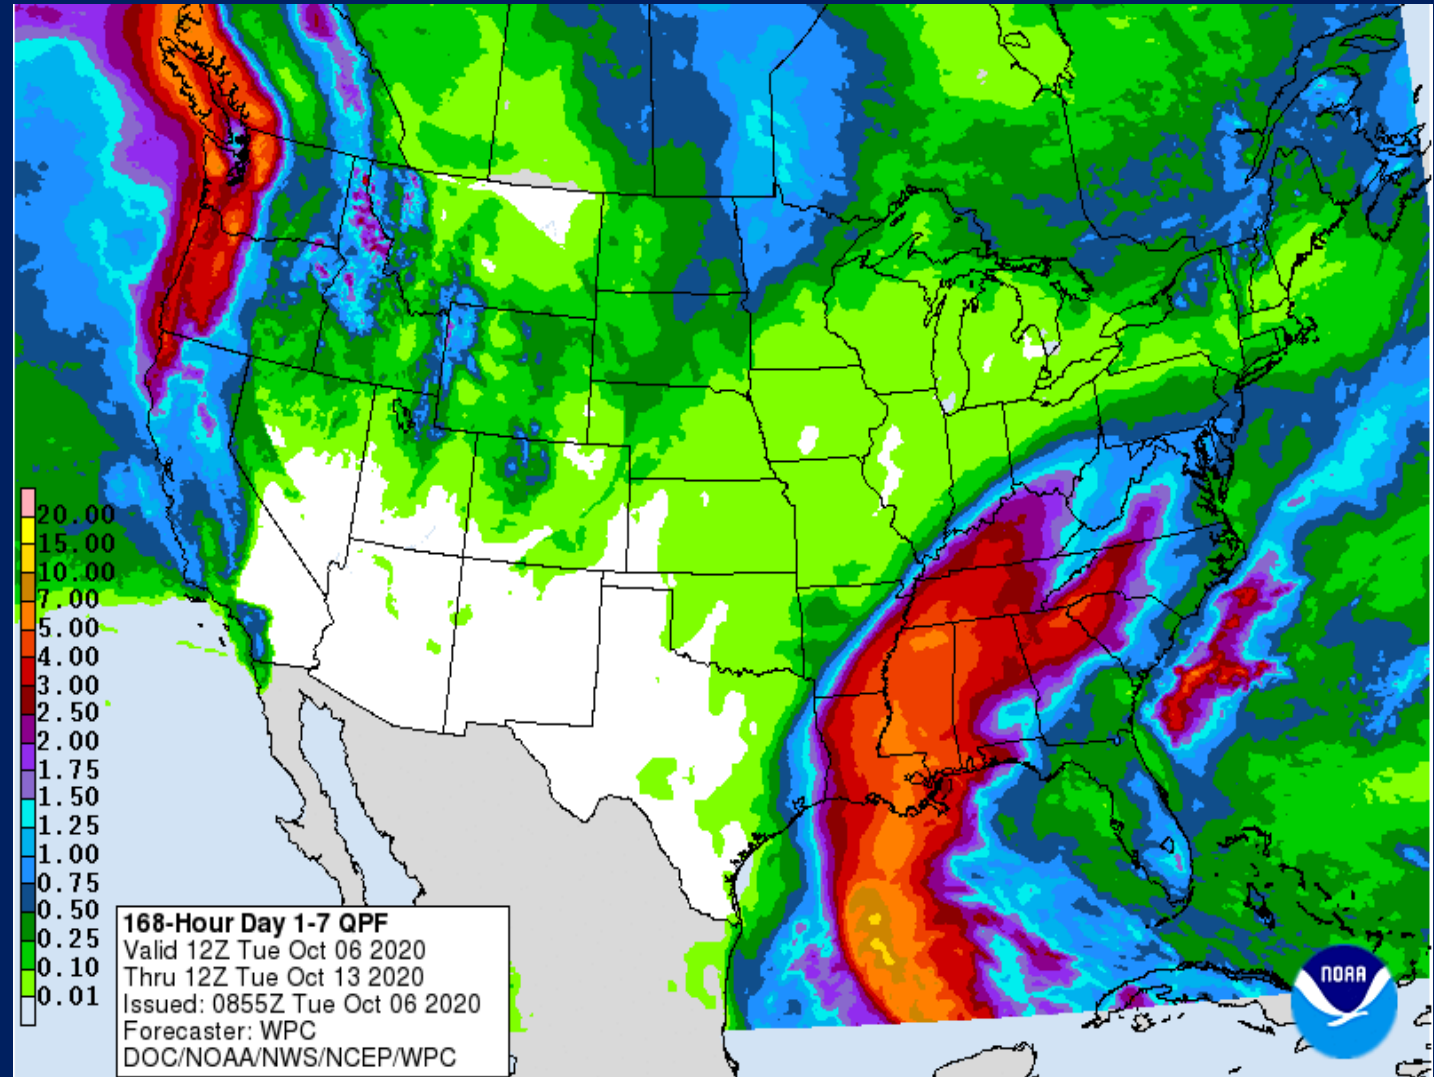 20.00
15.00
10.00
7.00
5.00
4.00
3.00
2.50
2.00
1.75
1.50
1.25
1.00
0.75
0.50
0.25
0.10
0.01
168-Hour Day 1-7 QPF
Valid 12Z Tue Oct 06 2020
Thru 12Z Tue Oct 13 2020
Issued: 0855Z Tue Oct 06 2020
Forecaster: WPC
DOC/NOAA/NWS/NCEP/WPC
NOAA